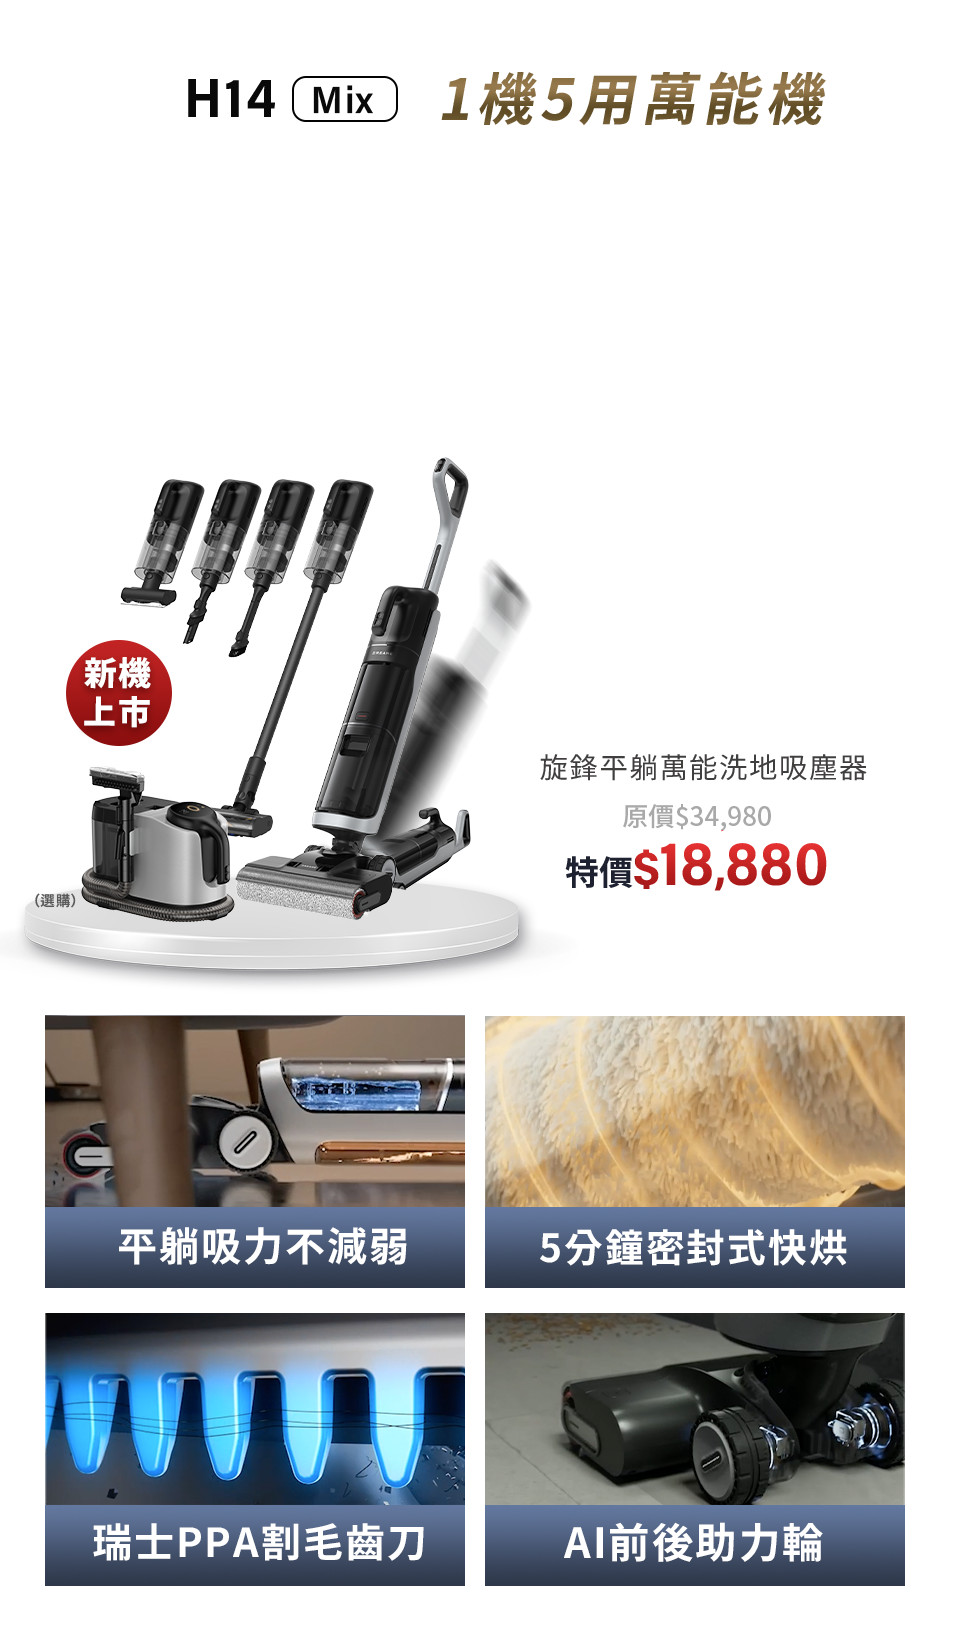 H14 Mix 1機5用萬能機
新機
上市
(選購)
旋鋒平躺萬能洗地吸塵器
原價$34,980
特價$18,880
平躺吸力不減弱
5分鐘密封式快烘
瑞士PPA割毛齒刀
AI前後助力輪